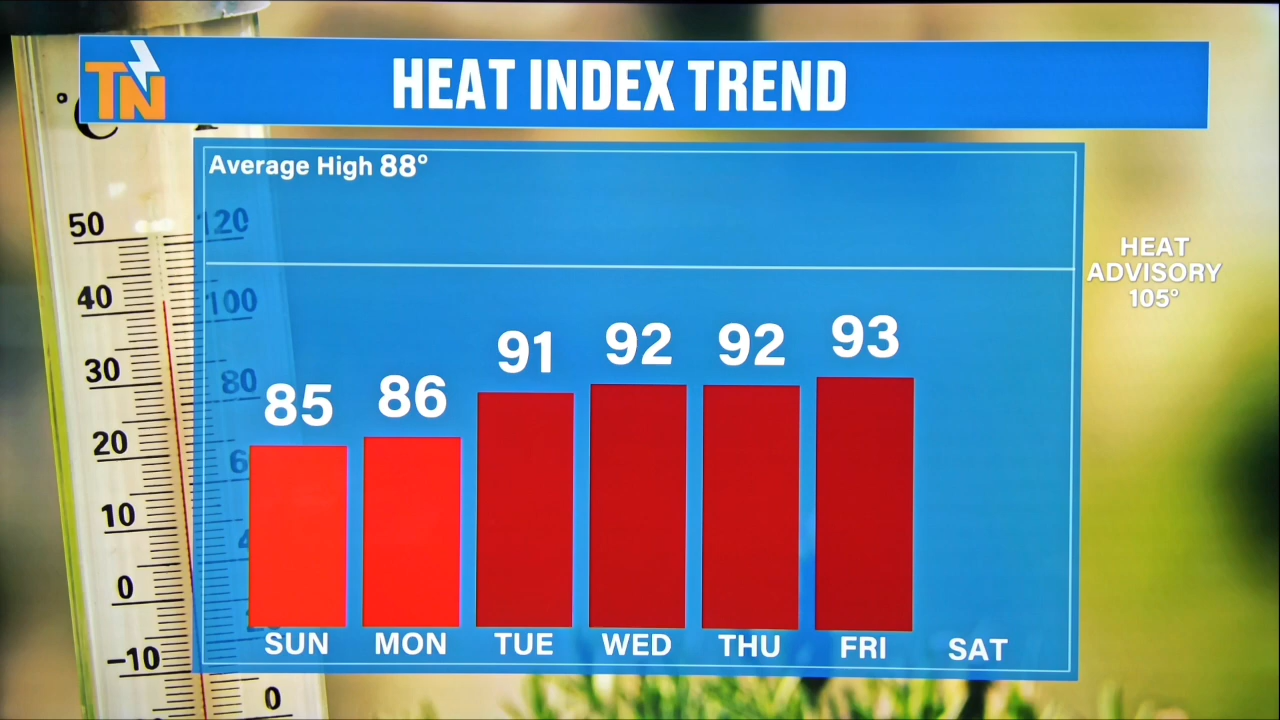 TN
HEAT INDEX TREND
Average High 88°
HEAT
ADVISORY
105°
85 86 91 92 92 93
SUN MON TUE WED THU FRI SAT
°C
50 120
40 100
30 80
20
10
0
-10
0